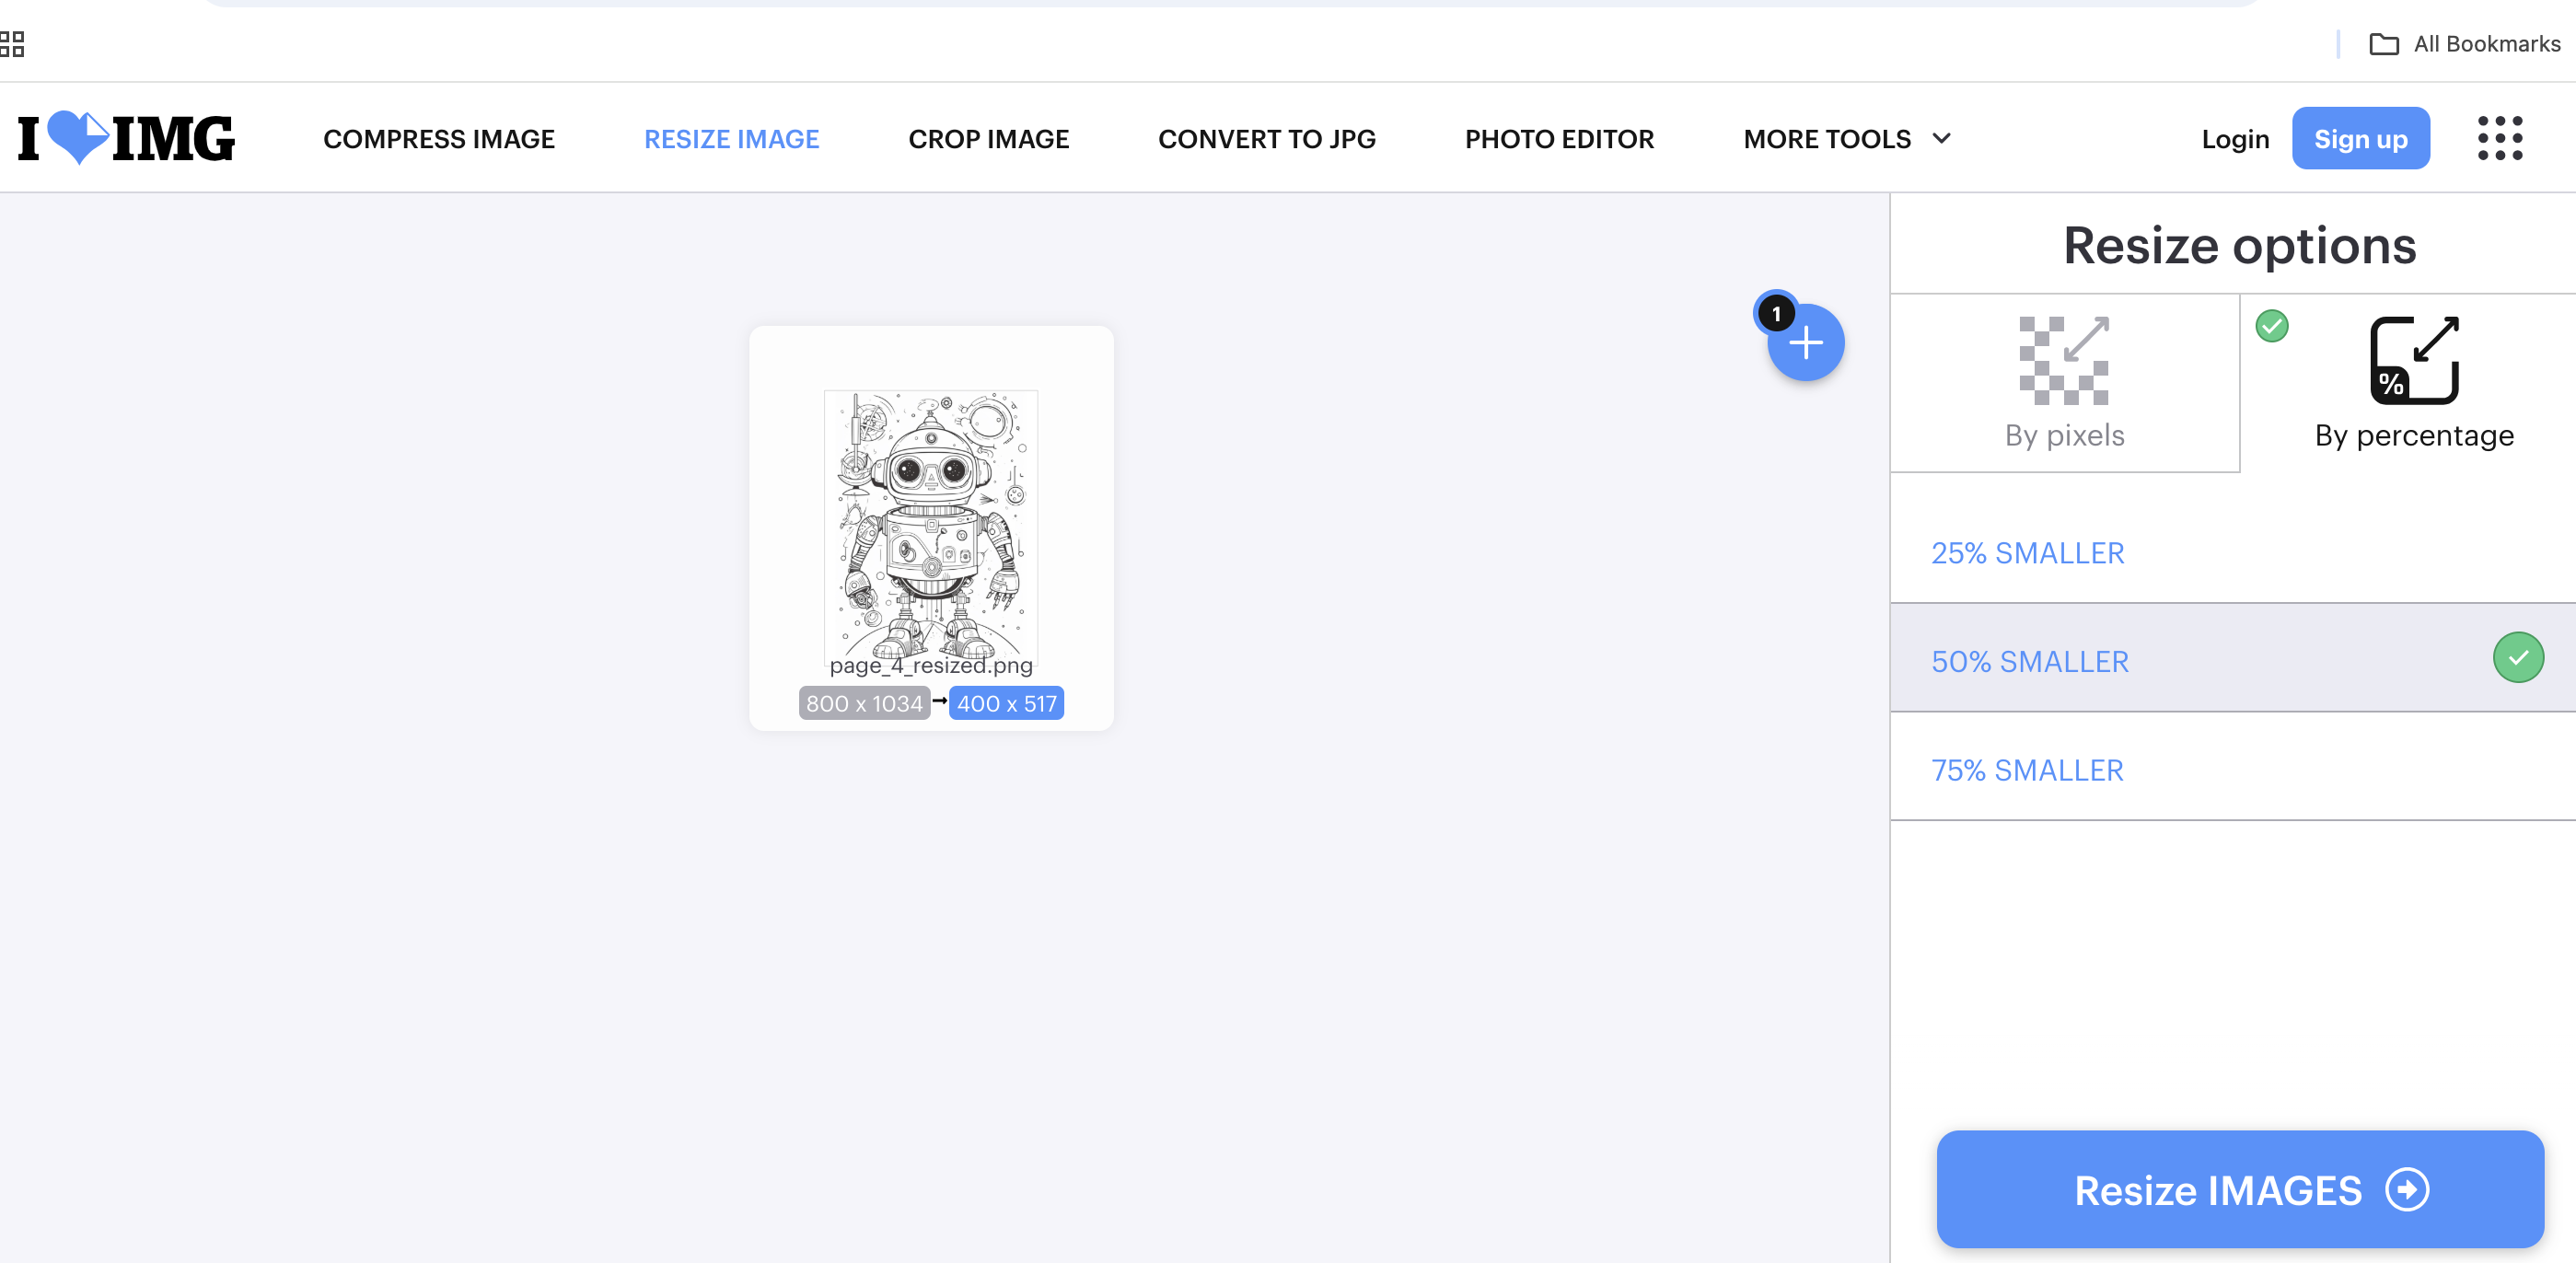 All Bookmarks
I IMG
COMPRESS IMAGE
RESIZE IMAGE
CROP IMAGE
CONVERT TO JPG
PHOTO EDITOR
MORE TOOLS
Login
Sign up
Resize options
1
%
By pixels
By percentage
25% SMALLER
50% SMALLER
75% SMALLER
page_4_resized.png
800 x 1034
400 x 517
Resize IMAGES